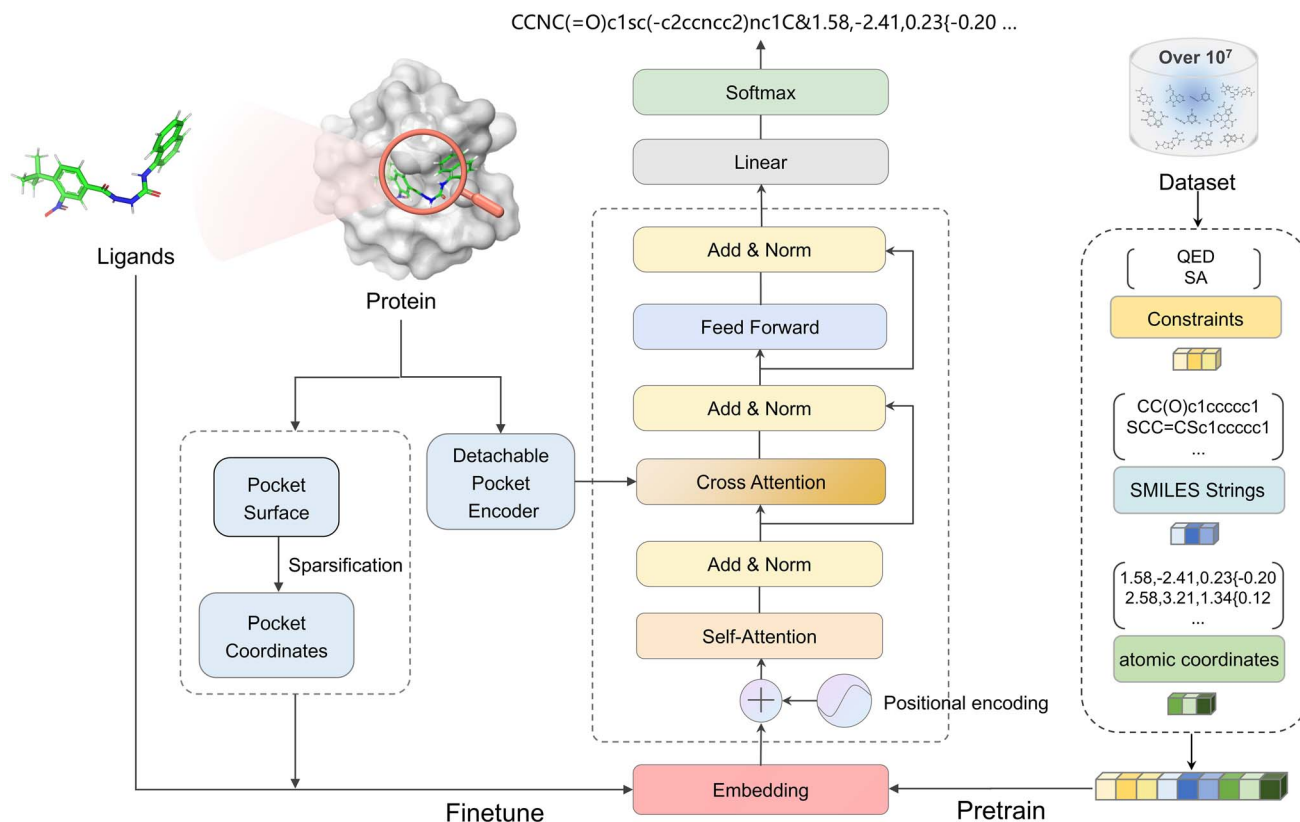 CCNC(=O)c1sc(-c2ccncc2)nc1C&1.58,-2.41,0.23{-0.20 ...
Softmax
Linear
Add & Norm
Feed Forward
Add & Norm
Cross Attention
Add & Norm
Self-Attention
Positional encoding
Embedding
Ligands
Protein
Pocket
Surface
Sparsification
Pocket
Coordinates
Detachable
Pocket
Encoder
Finetune
Pretrain
Over 10⁷
Dataset
QED
SA
Constraints
CC(O)c1ccccc1
SCC=CSc1ccccc1
...
SMILES Strings
1.58,-2.41,0.23{-0.20
2.58,3.21,1.34{0.12
...
atomic coordinates